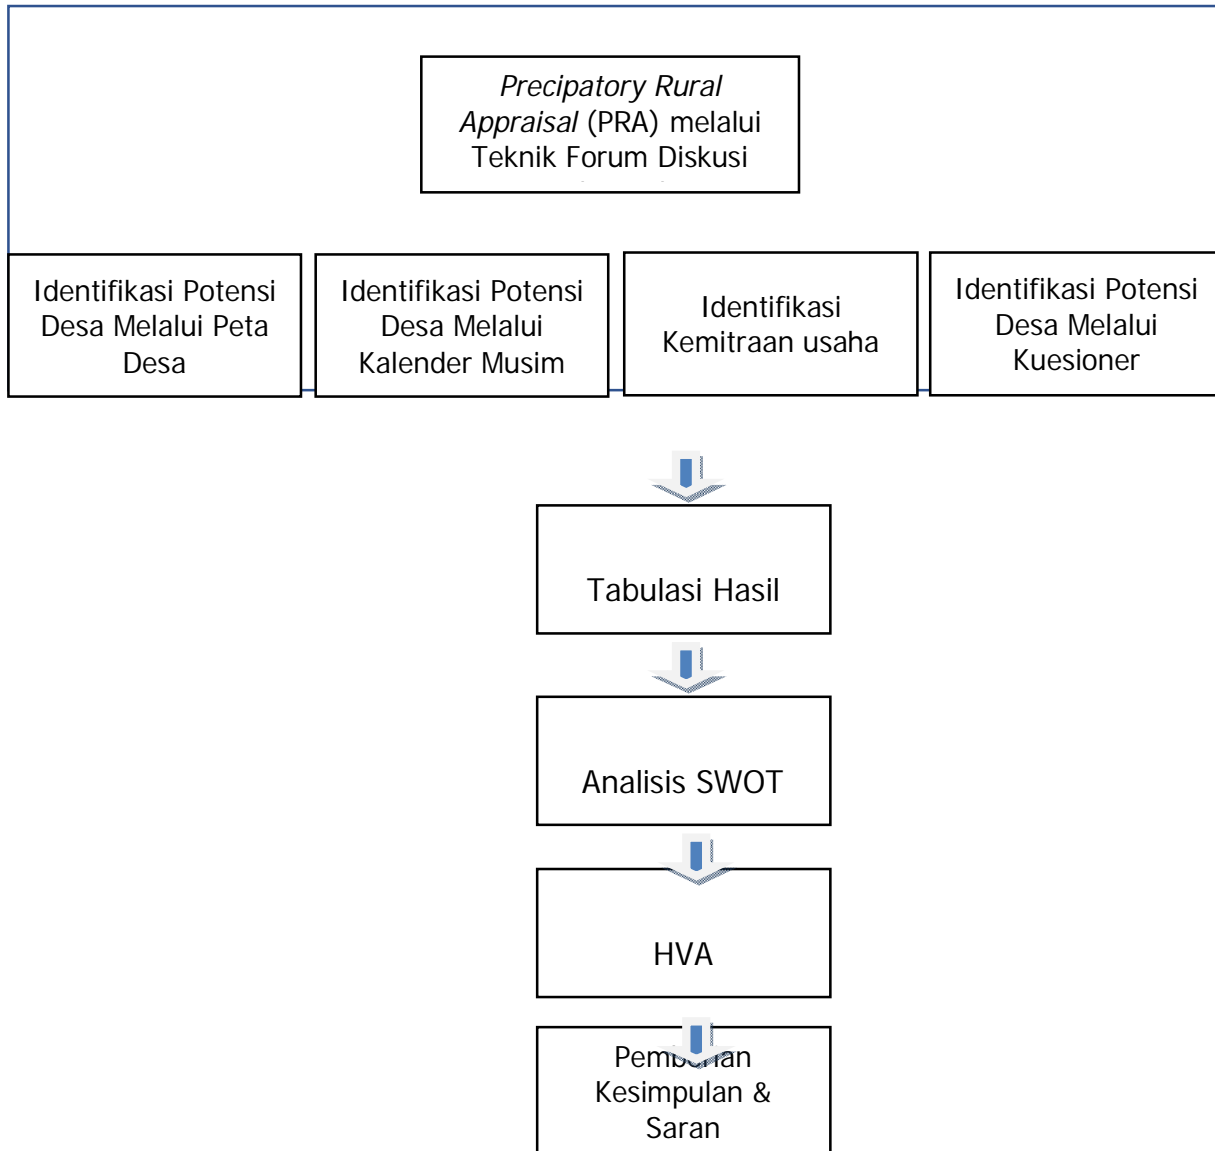 Precipatory Rural
Appraisal (PRA) melalui
Teknik Forum Diskusi
Identifikasi Potensi
Desa Melalui Peta
Desa
Identifikasi Potensi
Desa Melalui
Kalender Musim
Identifikasi
Kemitraan usaha
Identifikasi Potensi
Desa Melalui
Kuesioner
Tabulasi Hasil
Analisis SWOT
HVA
Pemberian
Kesimpulan &
Saran